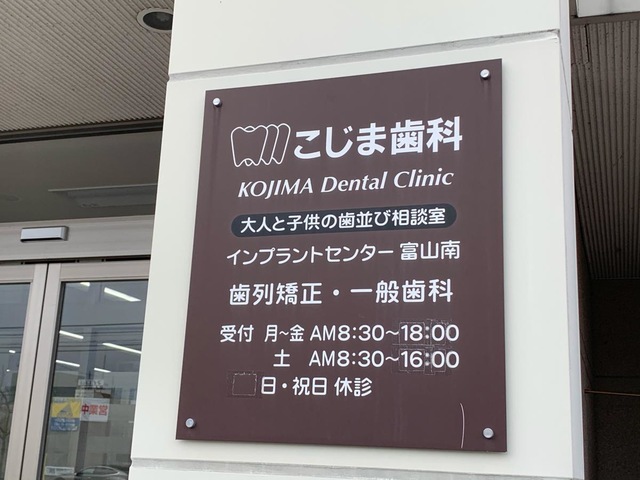 こじま歯科
KOJIMA Dental Clinic
大人と子供の歯並び相談室
インプラントセンター 富山南
歯列矯正・一般歯科
受付 月~金 AM8:30~18:00
土 AM8:30~16:00
日・祝日 休診